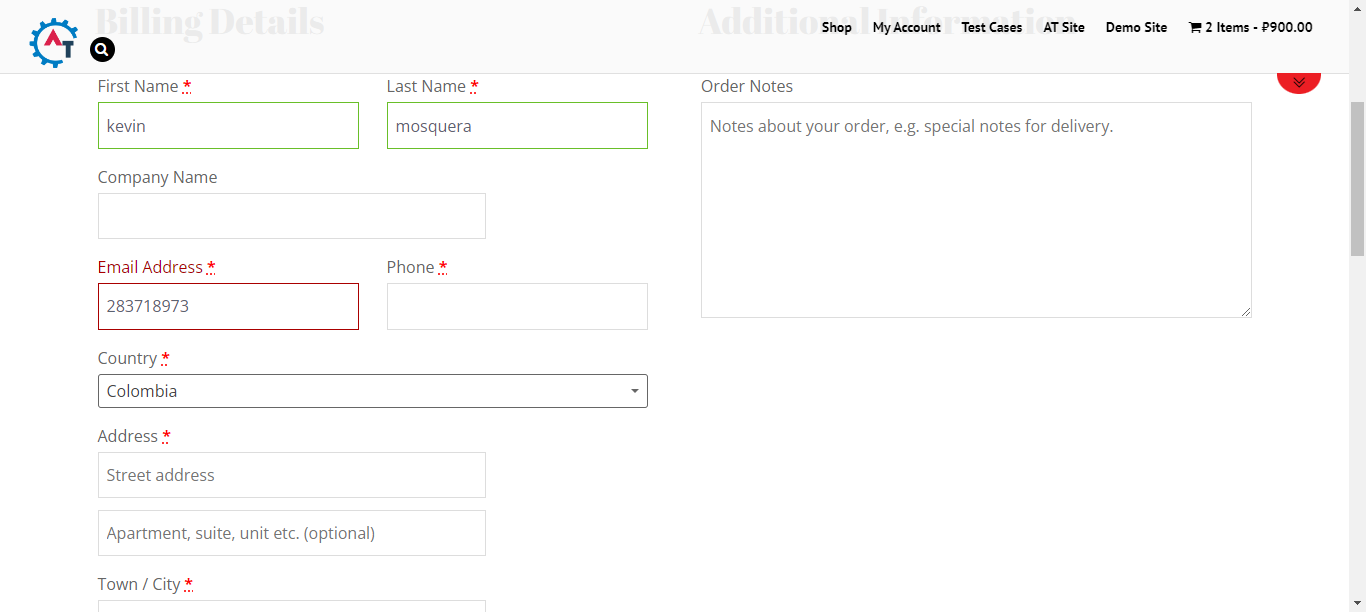 Billing Details
Additional Information
AT
Shop My Account Test Cases AT Site Demo Site 2 Items - ₽900.00
First Name *
Last Name *
Order Notes
kevin
mosquera
Notes about your order, e.g. special notes for delivery.
Company Name
Email Address *
Phone *
283718973
Country *
Colombia
Address *
Street address
Apartment, suite, unit etc. (optional)
Town / City *